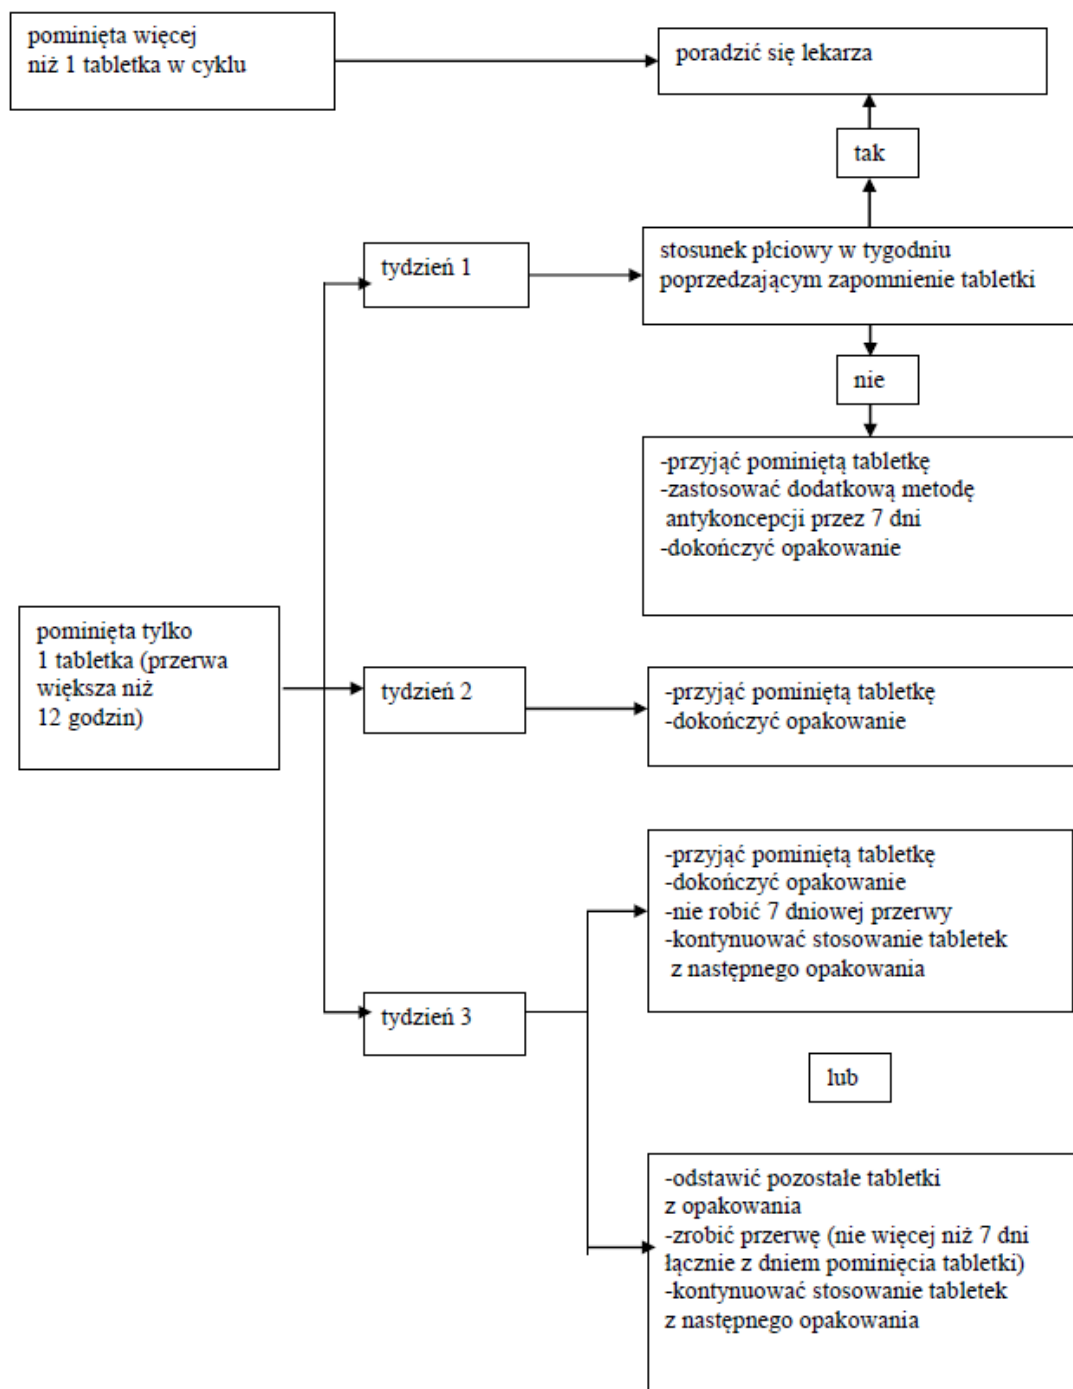 pominięta więcej
niż 1 tabletka w cyklu
poradzić się lekarza
tak
tydzień 1
stosunek płciowy w tygodniu
poprzedzającym zapomnienie tabletki
nie
-przyjąć pominiętą tabletkę
-zastosować dodatkową metodę
antykoncepcji przez 7 dni
-dokończyć opakowanie
pominięta tylko
1 tabletka (przerwa
większa niż
12 godzin)
tydzień 2
-przyjąć pominiętą tabletkę
-dokończyć opakowanie
-przyjąć pominiętą tabletkę
-dokończyć opakowanie
-nie robić 7 dniowej przerwy
-kontynuować stosowanie tabletek
z następnego opakowania
tydzień 3
lub
-odstawić pozostałe tabletki
z opakowania
-zrobić przerwę (nie więcej niż 7 dni
łącznie z dniem pominięcia tabletki)
-kontynuować stosowanie tabletek
z następnego opakowania